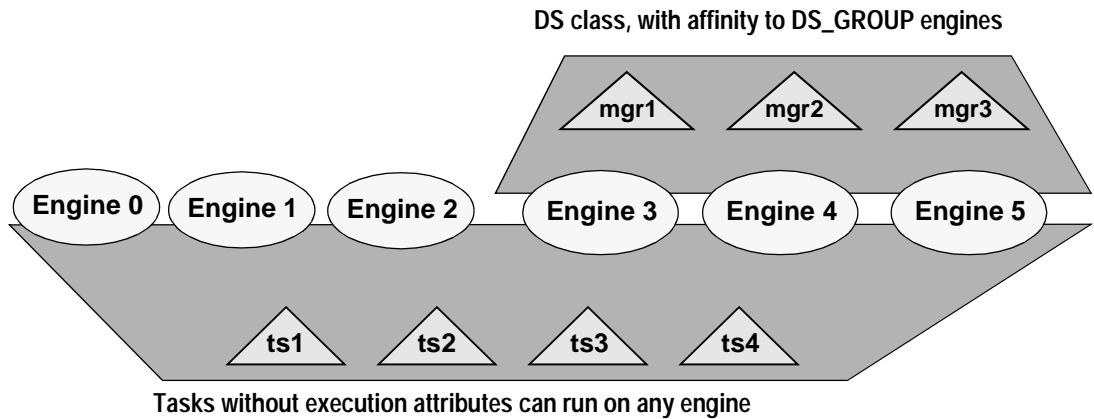 DS class, with affinity to DS_GROUP engines
mgr1 mgr2 mgr3
Engine 0 Engine 1 Engine 2 Engine 3 Engine 4 Engine 5
ts1 ts2 ts3 ts4
Tasks without execution attributes can run on any engine